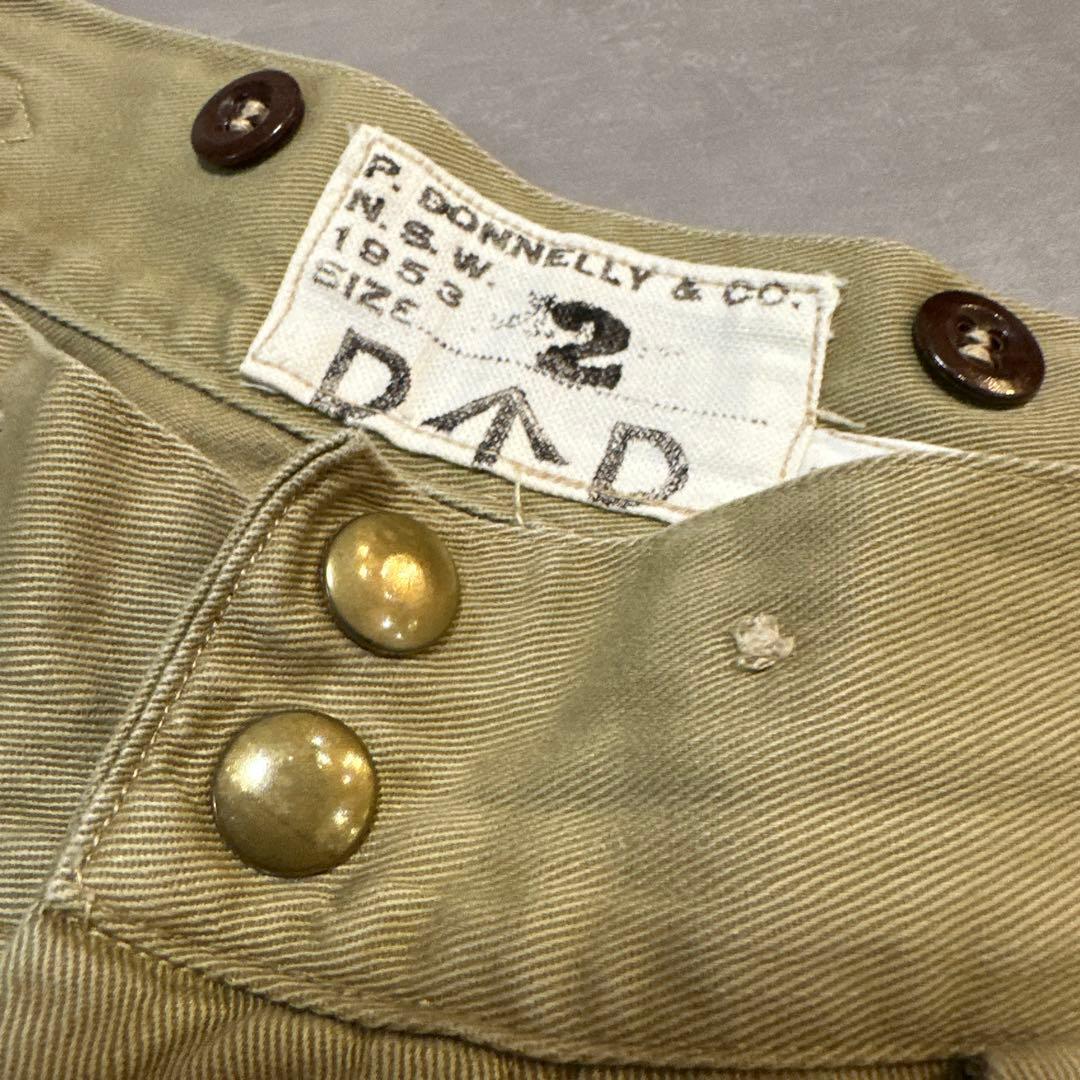 P. DONNELLY & CO.
N. S. W.
1953
SIZE 2
D ↑ D